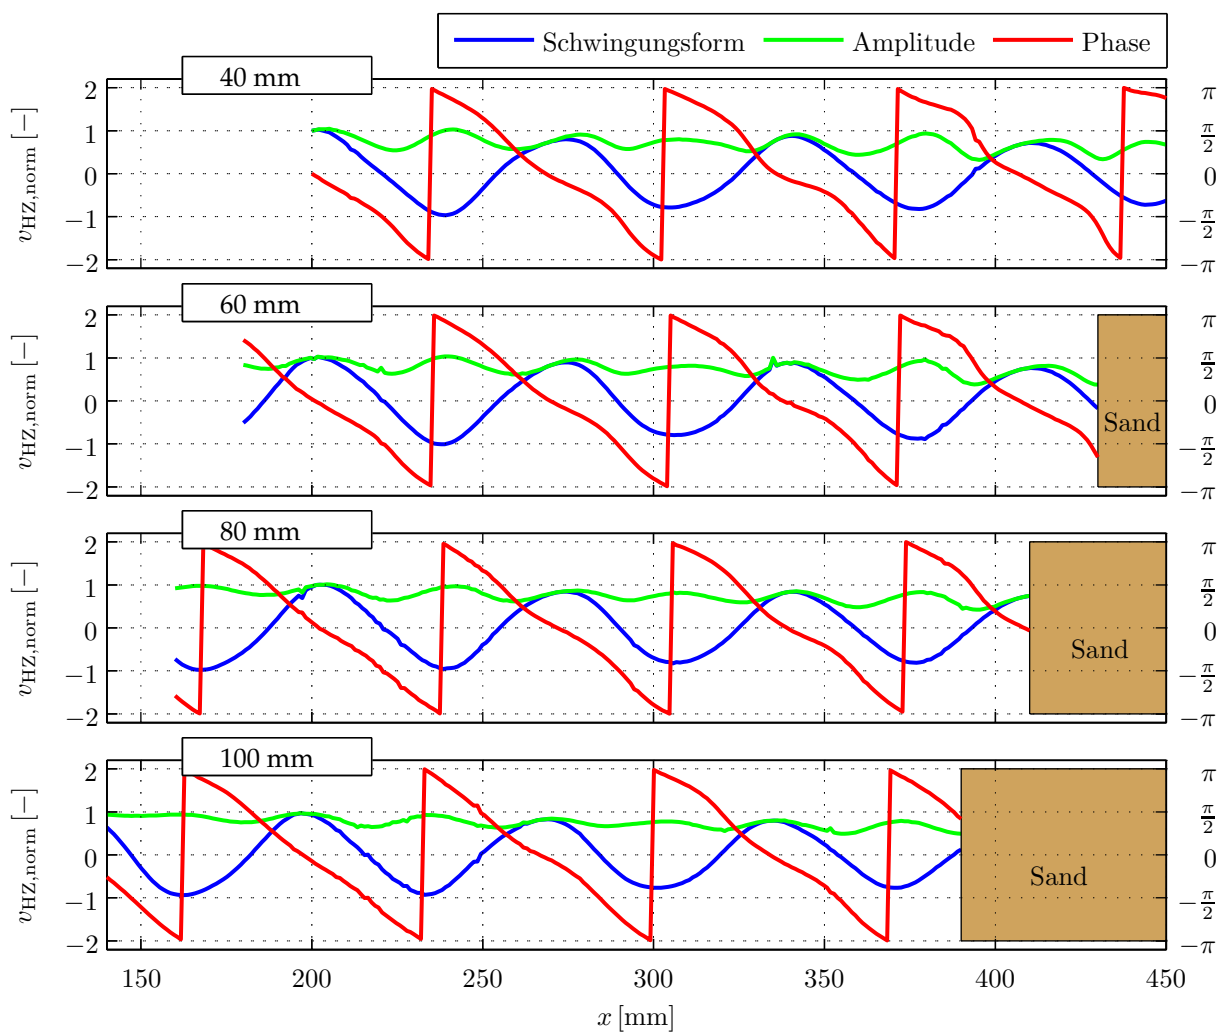 Schwingungsform Amplitude Phase
40 mm
2 π
1 π/2
0 0
−1 −π/2
−2 −π
v_HZ,norm [−]
60 mm
2 π
1 π/2
0 0
−1 −π/2
−2 −π
v_HZ,norm [−]
Sand
80 mm
2 π
1 π/2
0 0
−1 −π/2
−2 −π
v_HZ,norm [−]
Sand
100 mm
2 π
1 π/2
0 0
−1 −π/2
−2 −π
v_HZ,norm [−]
Sand
150 200 250 300 350 400 450
x [mm]